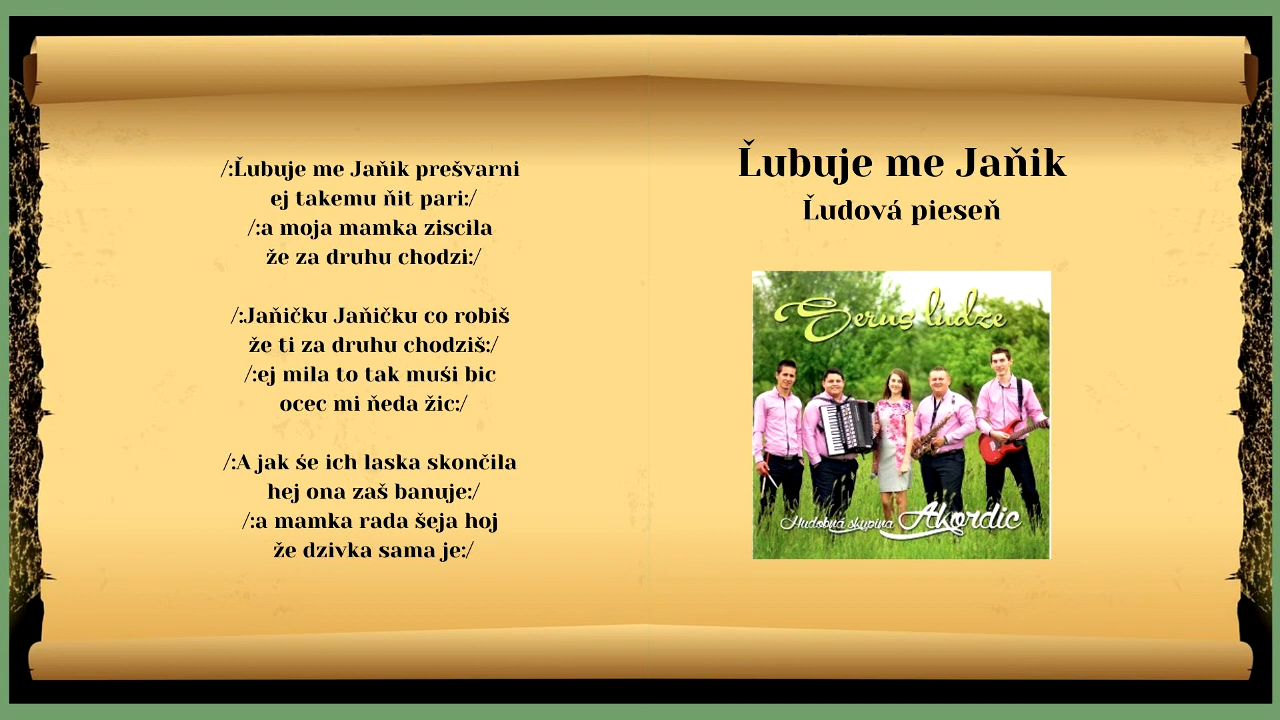 /:Ľubuje me Jaňik prešvarni
ej takemu ňit pari:/
/:a moja mamka ziscila
že za druhu chodzi:/

/:Jaňičku Jaňičku co robiš
že ti za druhu chodziš:/
/:ej mila to tak muśi bic
ocec mi ňeda žic:/

/:A jak śe ich laska skončila
hej ona zaš banuje:/
/:a mamka rada šeja hoj
že dzivka sama je:/

Ľubuje me Jaňik
Ľudová pieseň
Serus ľudze
Hudobná skupina Akordic